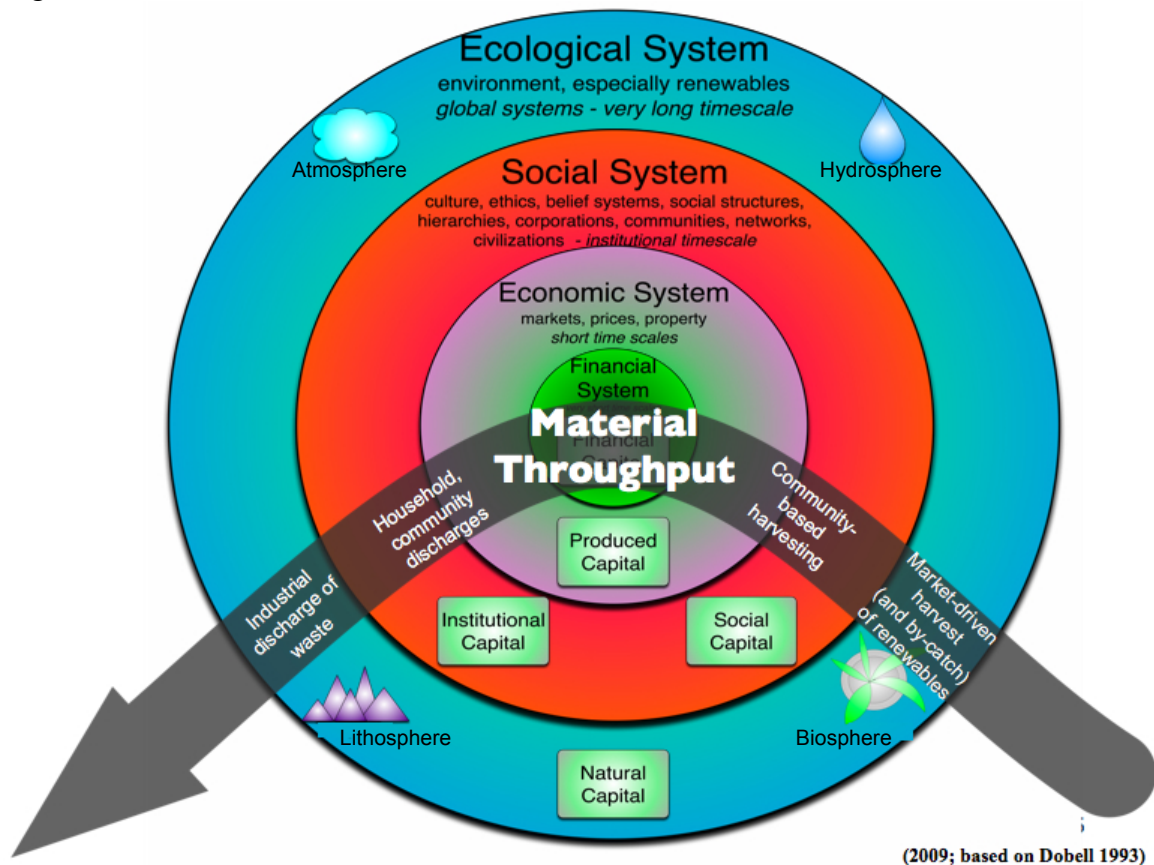 Ecological System
environment, especially renewables
global systems - very long timescale
Atmosphere
Hydrosphere
Social System
culture, ethics, belief systems, social structures,
hierarchies, corporations, communities, networks,
civilizations - institutional timescale
Economic System
markets, prices, property
short time scales
Financial
System
Material
Throughput
Financial
Capital
Household,
community
discharges
Industrial
discharge of
waste
Community-
based
harvesting
Market-driven
harvest
(and by-catch)
of renewables
Produced
Capital
Institutional
Capital
Social
Capital
Lithosphere
Biosphere
Natural
Capital
(2009; based on Dobell 1993)